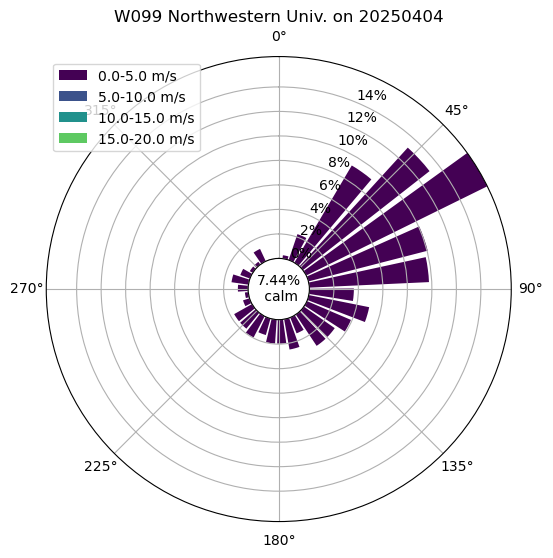 W099 Northwestern Univ. on 20250404
0°
0.0-5.0 m/s
5.0-10.0 m/s
10.0-15.0 m/s
15.0-20.0 m/s
315°
45°
14%
12%
10%
8%
6%
4%
2%
0%
7.44%
calm
270°
90°
225°
135°
180°